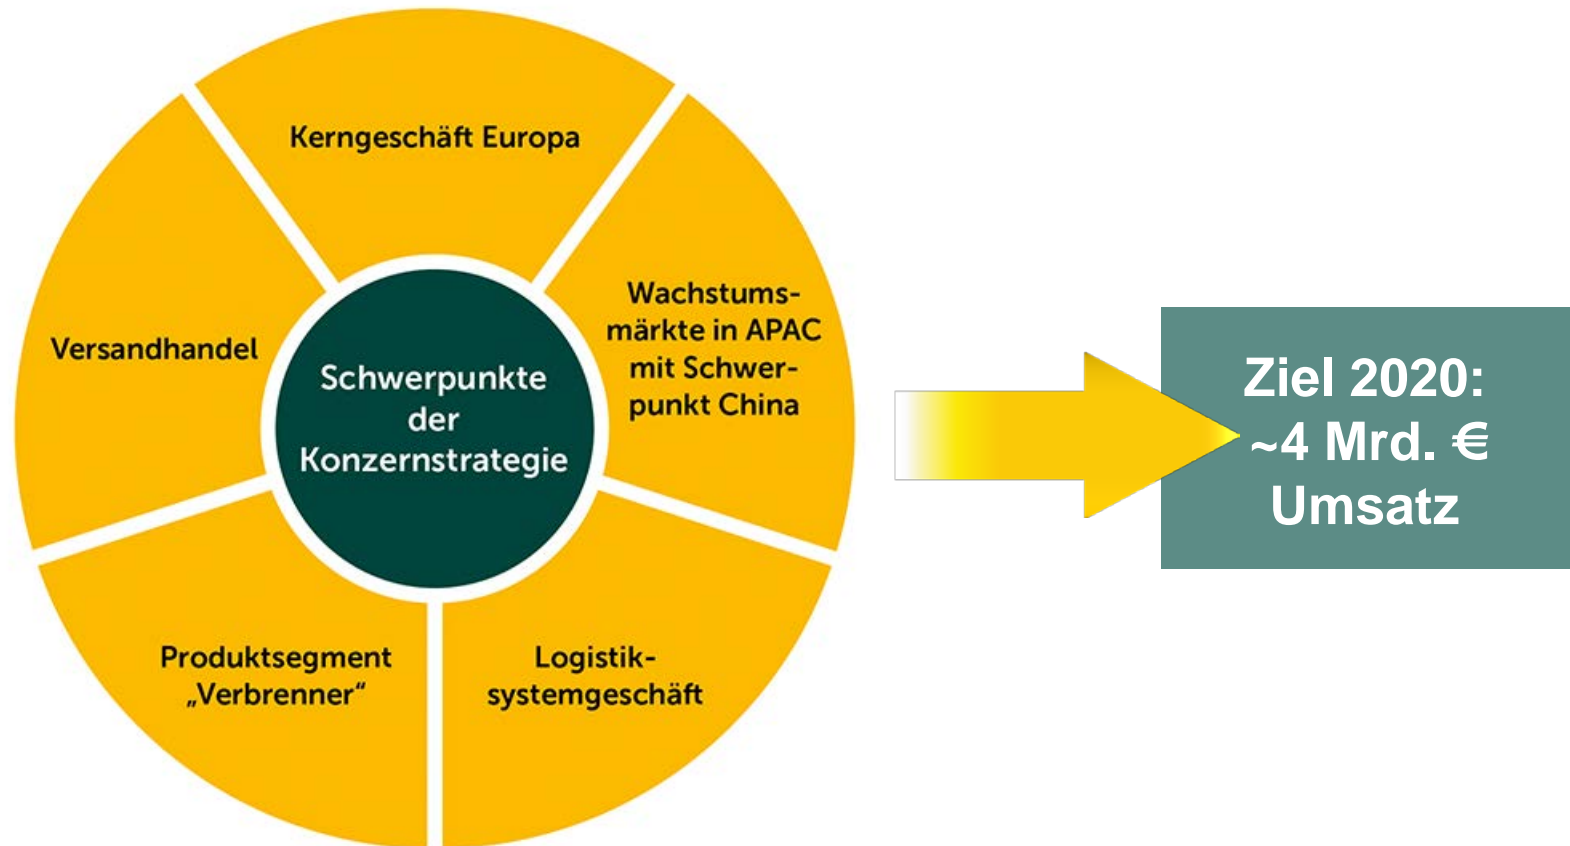 Kerngeschäft Europa
Wachstums-
märkte in APAC
mit Schwer-
punkt China
Logistik-
systemgeschäft
Produktsegment
„Verbrenner“
Versandhandel
Schwerpunkte
der
Konzernstrategie
Ziel 2020:
~4 Mrd. €
Umsatz